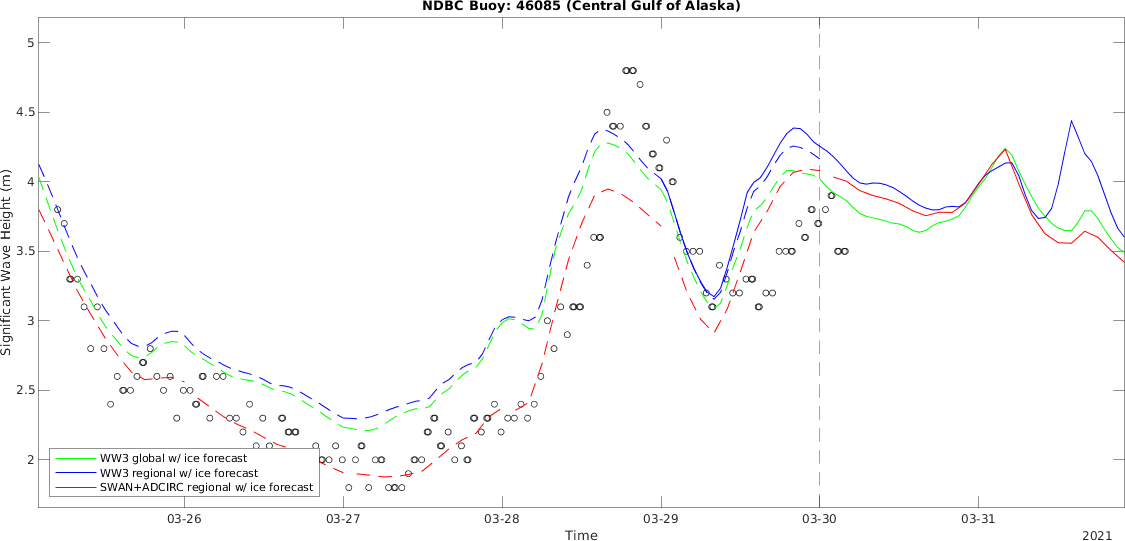 NDBC Buoy: 46085 (Central Gulf of Alaska)
5
4.5
4
3.5
3
2.5
2
Significant Wave Height (m)
WW3 global w/ ice forecast
WW3 regional w/ ice forecast
SWAN+ADCIRC regional w/ ice forecast
03-26
03-27
03-28
03-29
03-30
03-31
Time
2021